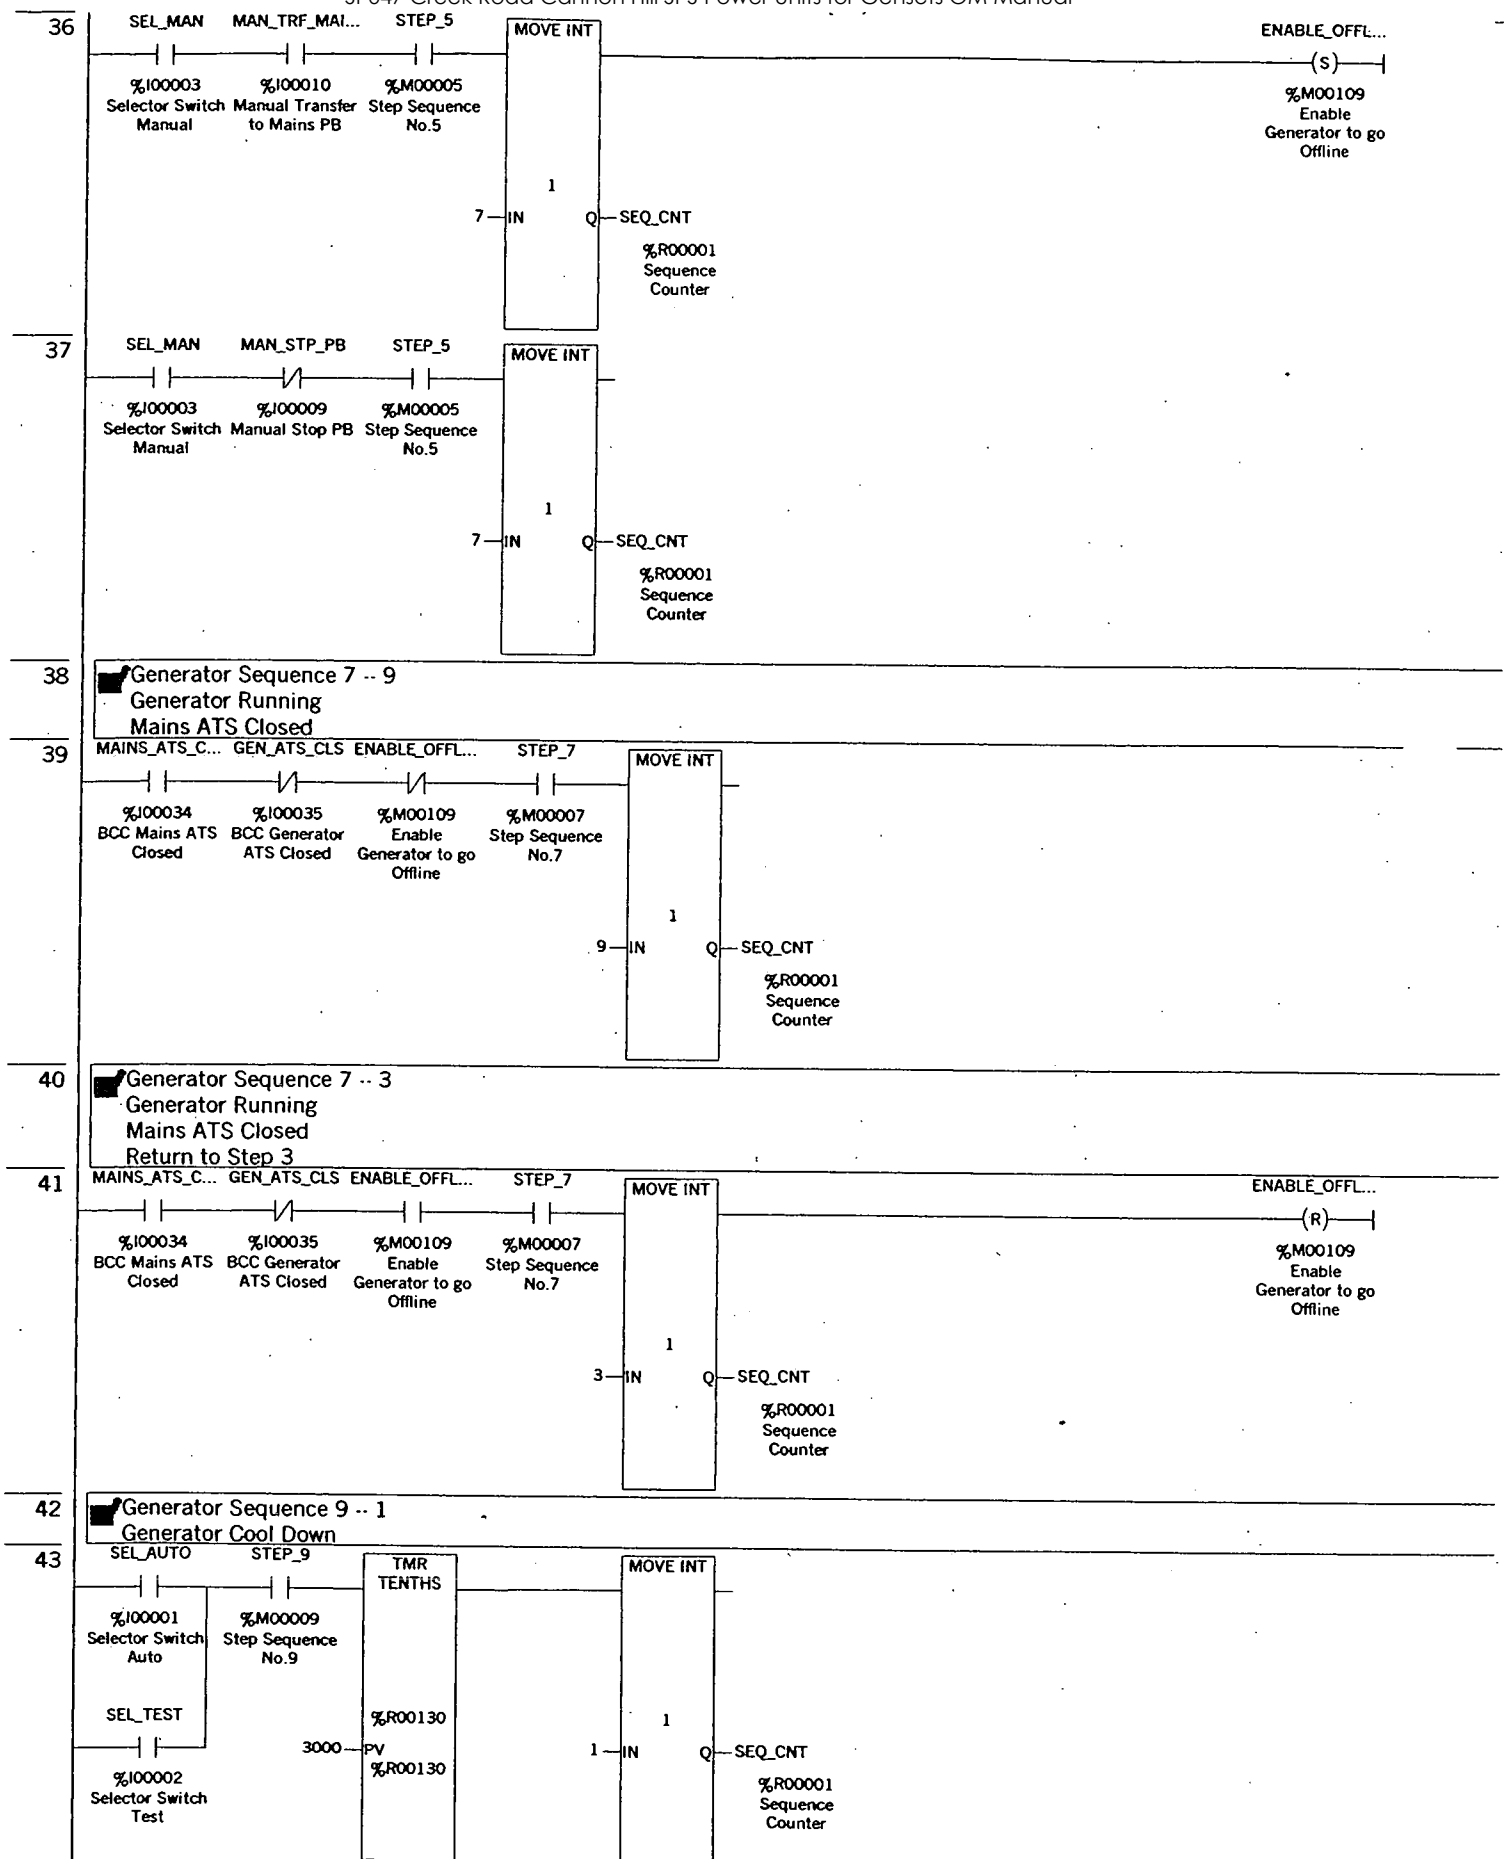 36
SEL_MAN MAN_TRF_MAI... STEP_5
MOVE INT
ENABLE_OFFL...
(S)
%I00003 %I00010 %M00005
Selector Switch Manual Transfer Step Sequence
Manual to Mains PB No.5
%M00109
Enable
Generator to go
Offline
1
7 IN Q SEQ_CNT
%R00001
Sequence
Counter
37
SEL_MAN MAN_STP_PB STEP_5
MOVE INT
%I00003 %I00009 %M00005
Selector Switch Manual Stop PB Step Sequence
Manual No.5
1
7 IN Q SEQ_CNT
%R00001
Sequence
Counter
38
Generator Sequence 7 -- 9
Generator Running
Mains ATS Closed
39
MAINS_ATS_C... GEN_ATS_CLS ENABLE_OFFL... STEP_7
MOVE INT
%I00034 %I00035 %M00109 %M00007
BCC Mains ATS BCC Generator Enable Step Sequence
Closed ATS Closed Generator to go No.7
Offline
1
9 IN Q SEQ_CNT
%R00001
Sequence
Counter
40
Generator Sequence 7 -- 3
Generator Running
Mains ATS Closed
Return to Step 3
41
MAINS_ATS_C... GEN_ATS_CLS ENABLE_OFFL... STEP_7
MOVE INT
ENABLE_OFFL...
(R)
%I00034 %I00035 %M00109 %M00007
BCC Mains ATS BCC Generator Enable Step Sequence
Closed ATS Closed Generator to go No.7
Offline
%M00109
Enable
Generator to go
Offline
1
3 IN Q SEQ_CNT
%R00001
Sequence
Counter
42
Generator Sequence 9 -- 1
Generator Cool Down
43
SEL_AUTO STEP_9
TMR
TENTHS
MOVE INT
%I00001 %M00009
Selector Switch Step Sequence
Auto No.9
SEL_TEST
%R00130
3000 PV
%R00130
1
1 IN Q SEQ_CNT
%I00002
Selector Switch
Test
%R00001
Sequence
Counter